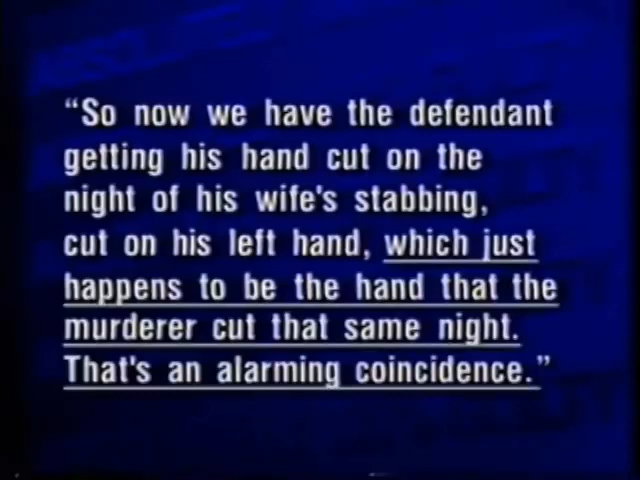 “So now we have the defendant
getting his hand cut on the
night of his wife's stabbing,
cut on his left hand, which just
happens to be the hand that the
murderer cut that same night.
That's an alarming coincidence.”